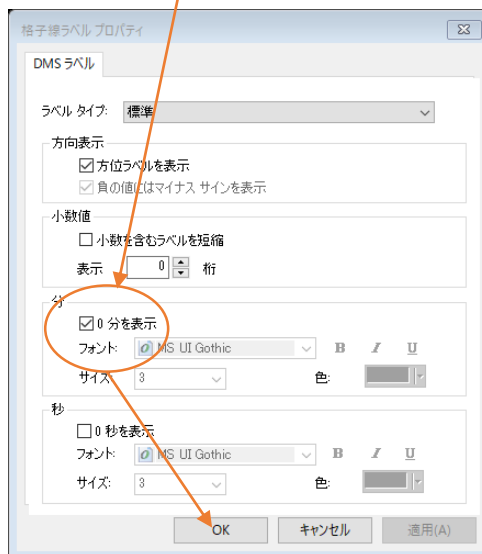 格子線ラベル プロパティ
DMS ラベル
ラベル タイプ: 標準
方向表示
方位ラベルを表示
負の値にはマイナス サインを表示
小数値
小数を含むラベルを短縮
表示 0 桁
分
0 分を表示
フォント: MS UI Gothic B I U
サイズ: 3 色:
秒
0 秒を表示
フォント: MS UI Gothic B I U
サイズ: 3 色:
OK キャンセル 適用(A)